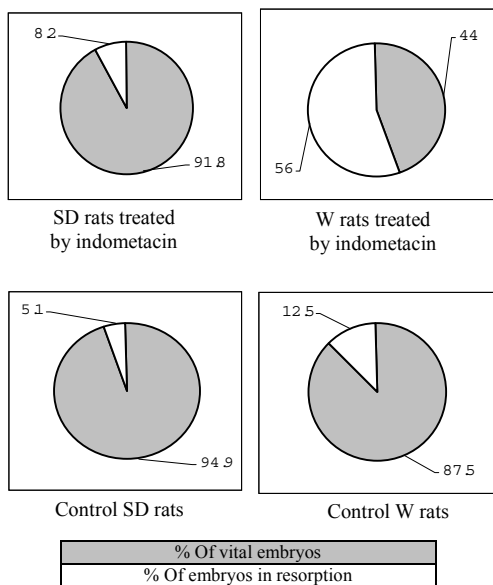 8.2
91.8
SD rats treated
by indometacin
44
56
W rats treated
by indometacin
5.1
94.9
Control SD rats
12.5
87.5
Control W rats
% Of vital embryos
% Of embryos in resorption